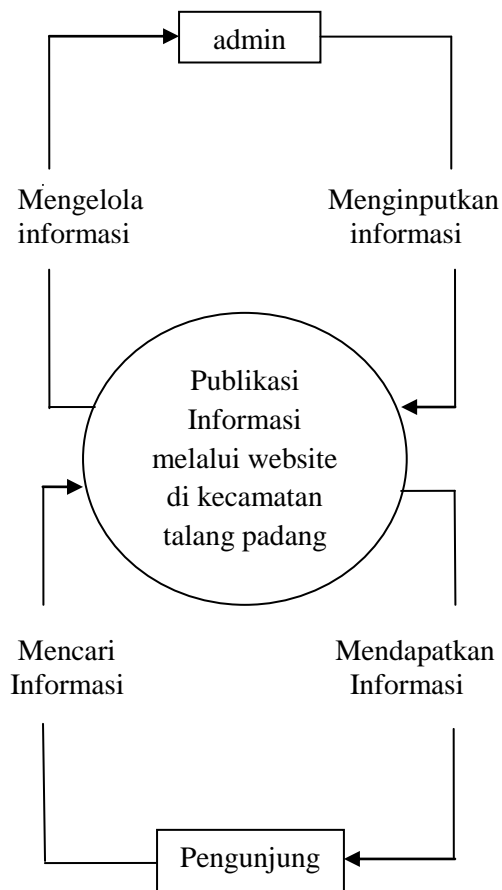 admin
Mengelola
informasi
Menginputkan
informasi
Publikasi
Informasi
melalui website
di kecamatan
talang padang
Mencari
Informasi
Mendapatkan
Informasi
Pengunjung